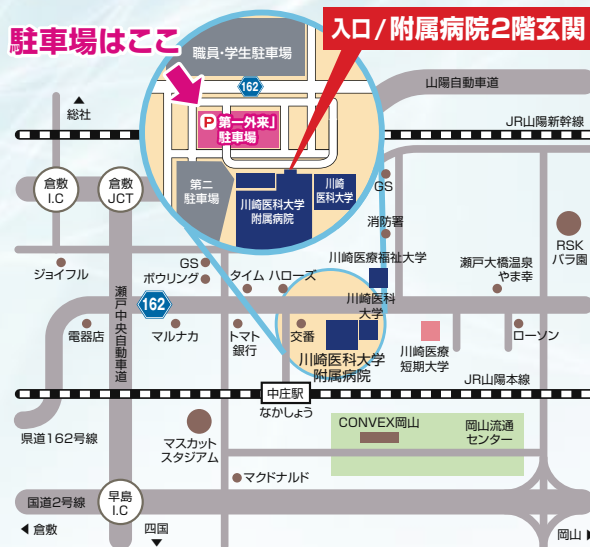 駐車場はここ
入口/附属病院2階玄関
職員・学生駐車場
162
P 第一外来」
駐車場
第二
駐車場
川崎医科大学
附属病院
川崎
医科大学
山陽自動車道
JR山陽新幹線
▲
総社
倉敷
I.C
倉敷
JCT
GS
消防署
川崎医療福祉大学
RSK
バラ園
ジョイフル
GS
ボウリング
タイム
ハローズ
川崎医科
大学
瀬戸大橋温泉
やま幸
瀬戸中央自動車道
162
電器店
マルナカ
トマト
銀行
交番
川崎医科大学
附属病院
川崎医療
短期大学
ローソン
JR山陽本線
中庄駅
なかしょう
県道162号線
マスカット
スタジアム
CONVEX岡山
岡山流通
センター
マクドナルド
国道2号線
早島
I.C
◀ 倉敷
四国
▼
岡山 ▶